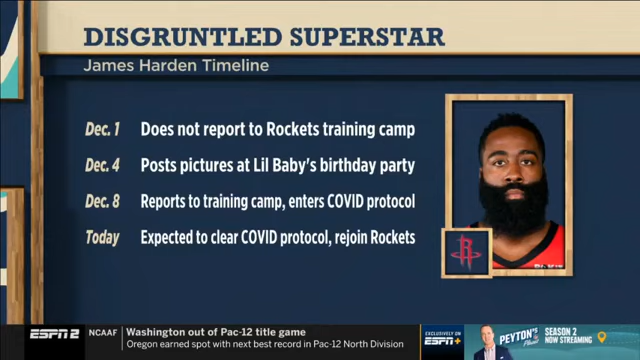 DISGRUNTLED SUPERSTAR
James Harden Timeline
Dec. 1 Does not report to Rockets training camp
Dec. 4 Posts pictures at Lil Baby's birthday party
Dec. 8 Reports to training camp, enters COVID protocol
Today Expected to clear COVID protocol, rejoin Rockets
R
ESPN2 NCAAF Washington out of Pac-12 title game
Oregon earned spot with next best record in Pac-12 North Division
EXCLUSIVELY ON
ESPN+
PEYTON'S
Places
SEASON 2
NOW STREAMING